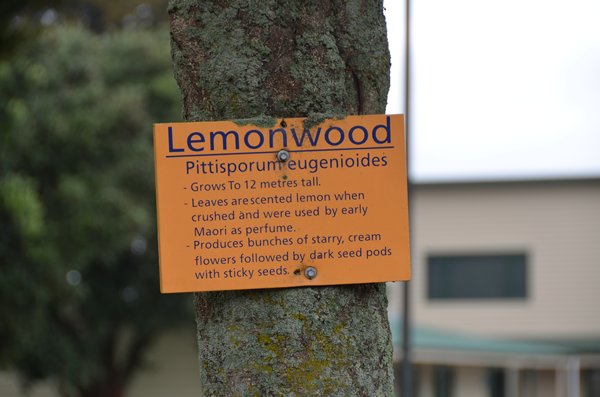 Lemonwood
Pittisporum eugenioides
- Grows To 12 metres tall.
- Leaves are scented lemon when
crushed and were used by early
Maori as perfume.
- Produces bunches of starry, cream
flowers followed by dark seed pods
with sticky seeds.